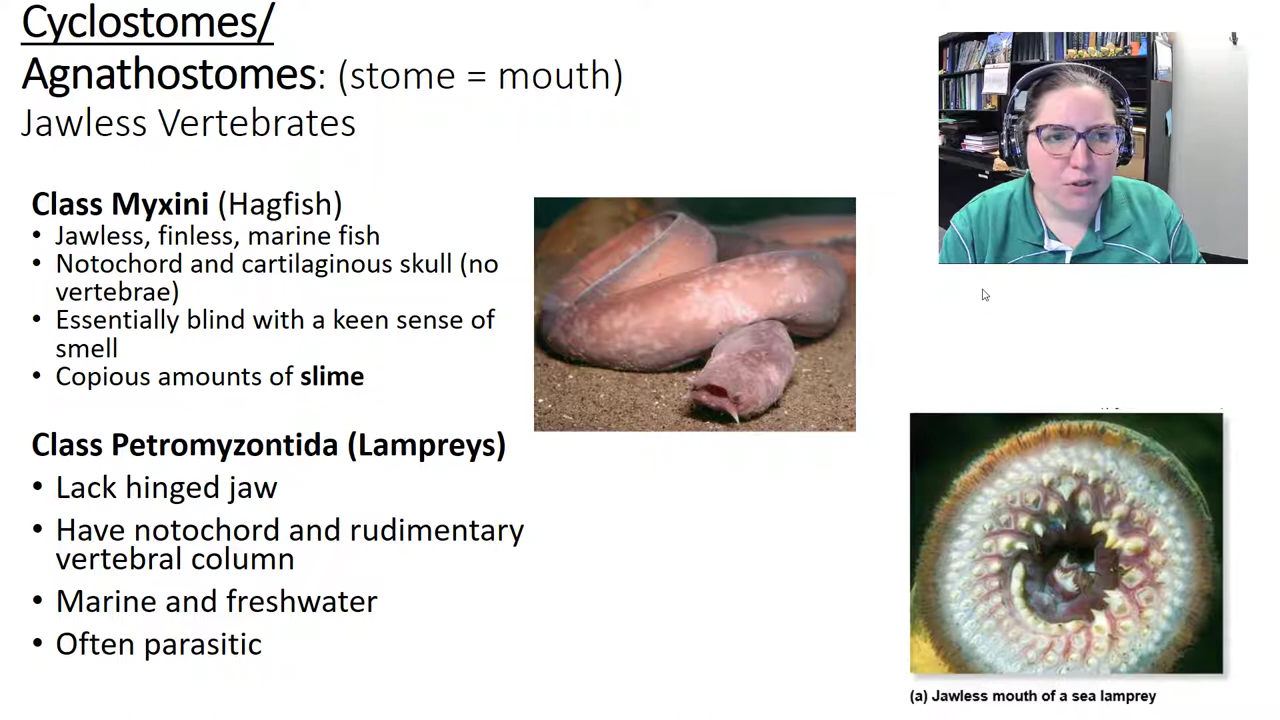 Cyclostomes/
Agnathostomes: (stome = mouth)
Jawless Vertebrates
Class Myxini (Hagfish)
• Jawless, finless, marine fish
• Notochord and cartilaginous skull (no
vertebrae)
• Essentially blind with a keen sense of
smell
• Copious amounts of slime
Class Petromyzontida (Lampreys)
• Lack hinged jaw
• Have notochord and rudimentary
vertebral column
• Marine and freshwater
• Often parasitic
(a) Jawless mouth of a sea lamprey